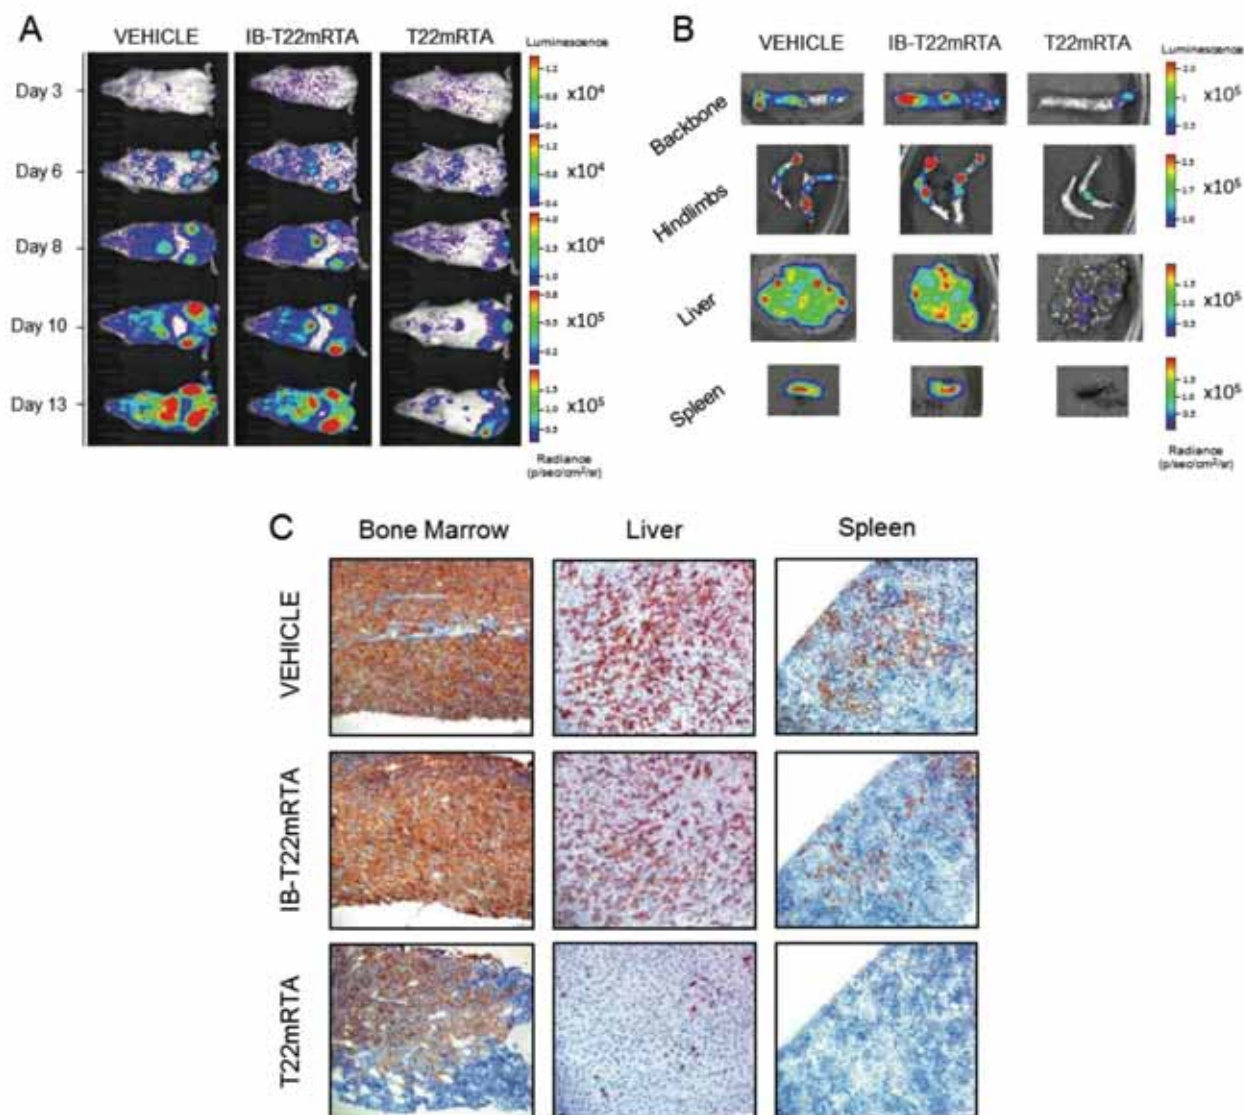 A
VEHICLE IB-T22mRTA T22mRTA Luminescence
Day 3
x10⁴
Day 6
x10⁴
Day 8
x10⁴
Day 10
x10⁵
Day 13
x10⁵
Radiance
(p/sec/cm²/sr)
B
VEHICLE IB-T22mRTA T22mRTA Luminescence
Backbone
x10⁵
Hindlimbs
x10⁵
Liver
x10⁵
Spleen
x10⁵
Radiance
(p/sec/cm²/sr)
C
Bone Marrow Liver Spleen
VEHICLE
IB-T22mRTA
T22mRTA